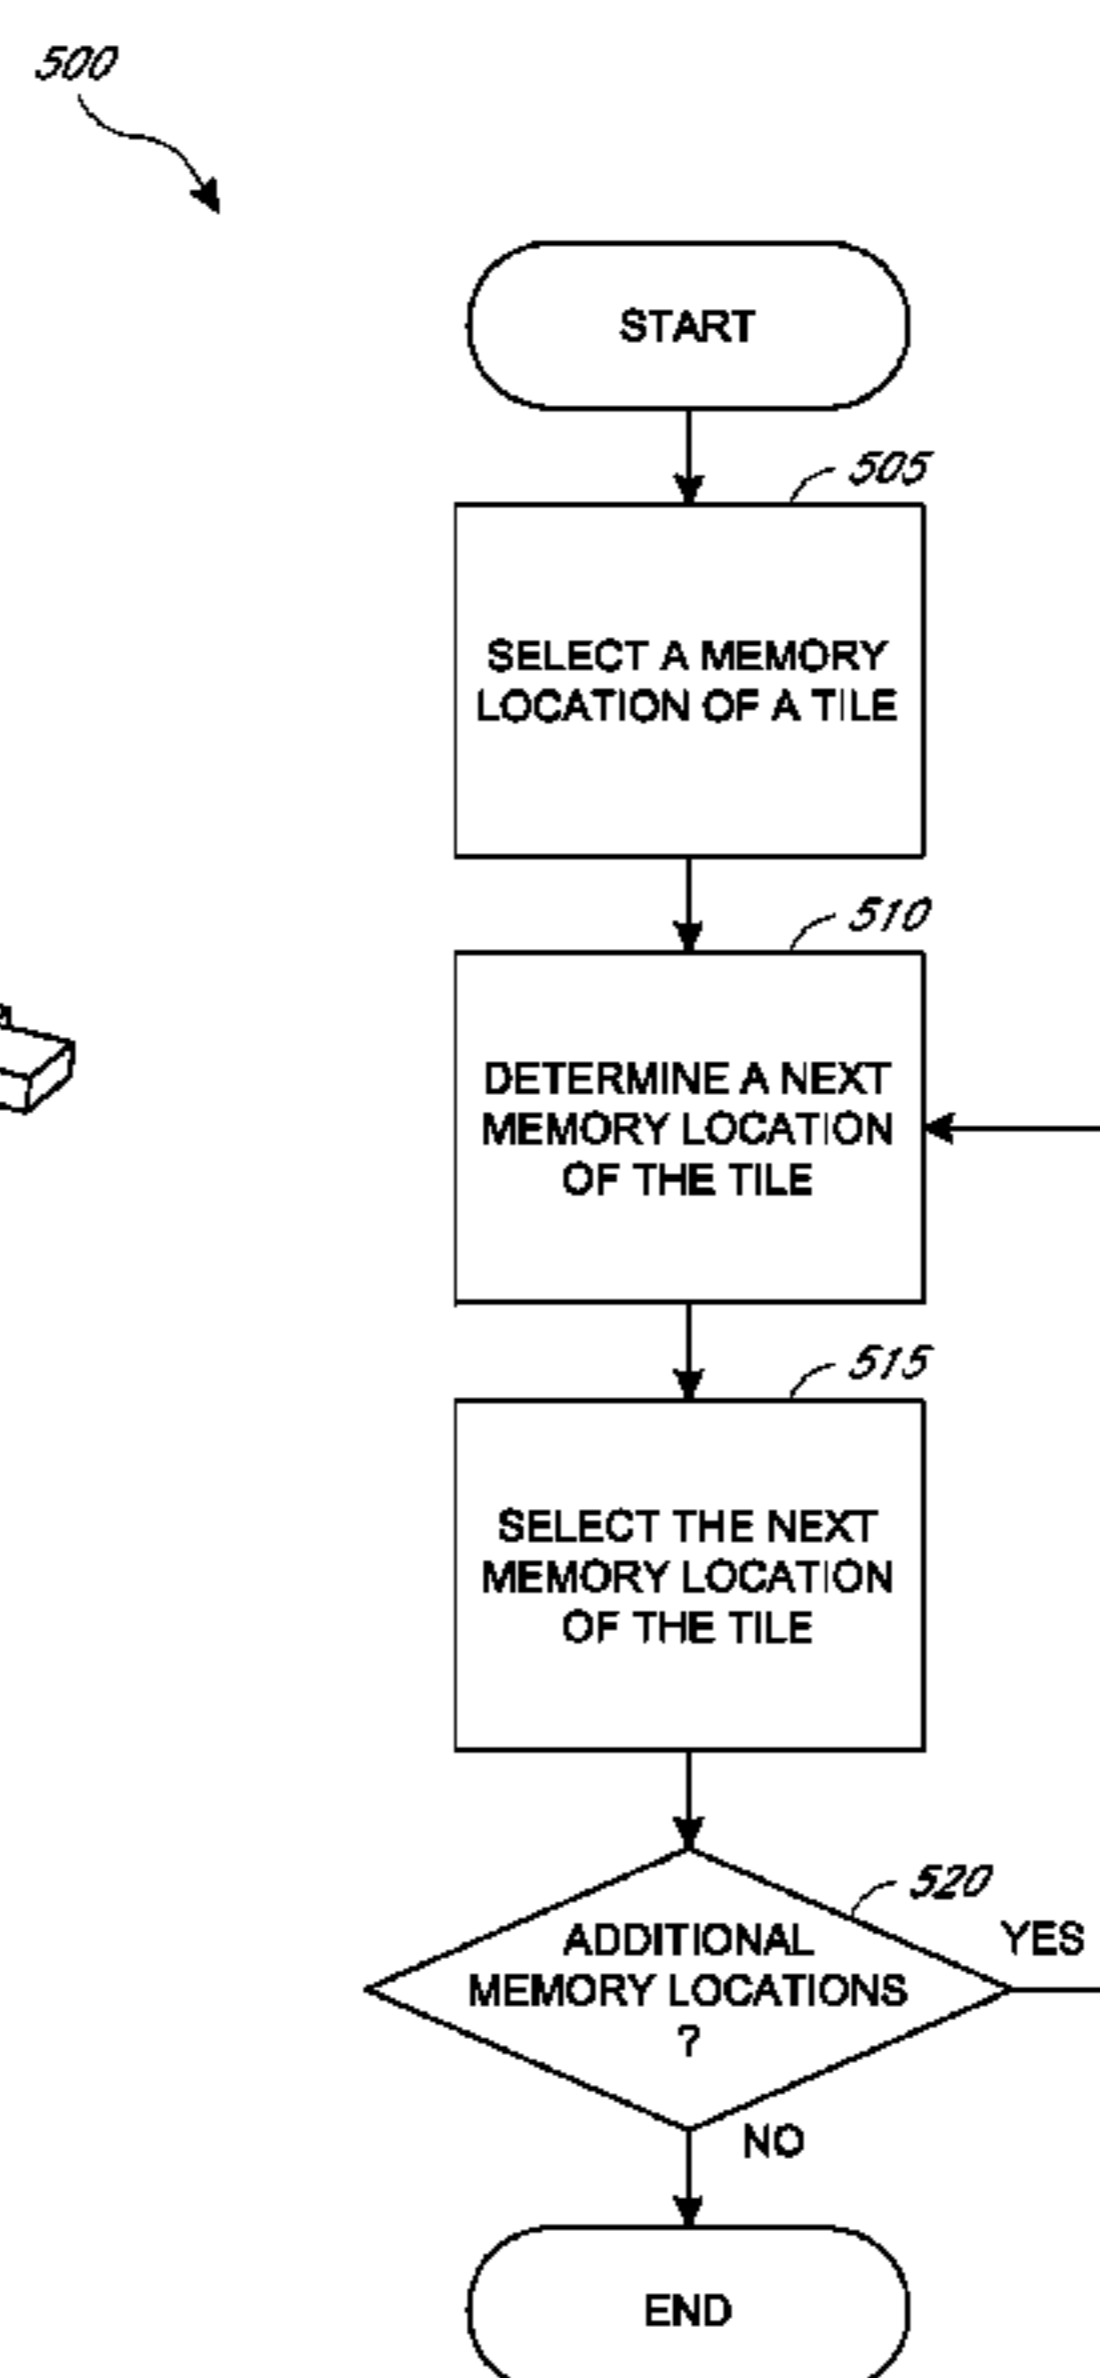 500
START
505
SELECT A MEMORY
LOCATION OF A TILE
510
DETERMINE A NEXT
MEMORY LOCATION
OF THE TILE
515
SELECT THE NEXT
MEMORY LOCATION
OF THE TILE
520
YES
ADDITIONAL
MEMORY LOCATIONS
?
NO
END